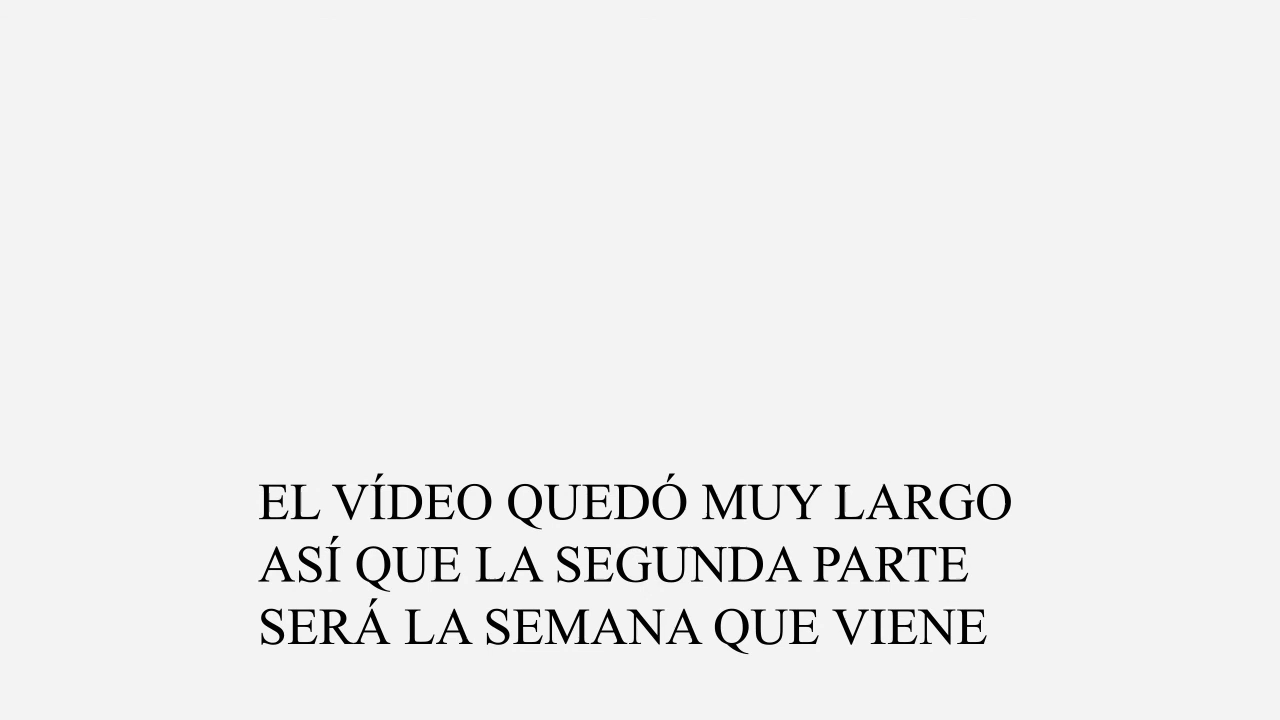 EL VÍDEO QUEDÓ MUY LARGO
ASÍ QUE LA SEGUNDA PARTE
SERÁ LA SEMANA QUE VIENE